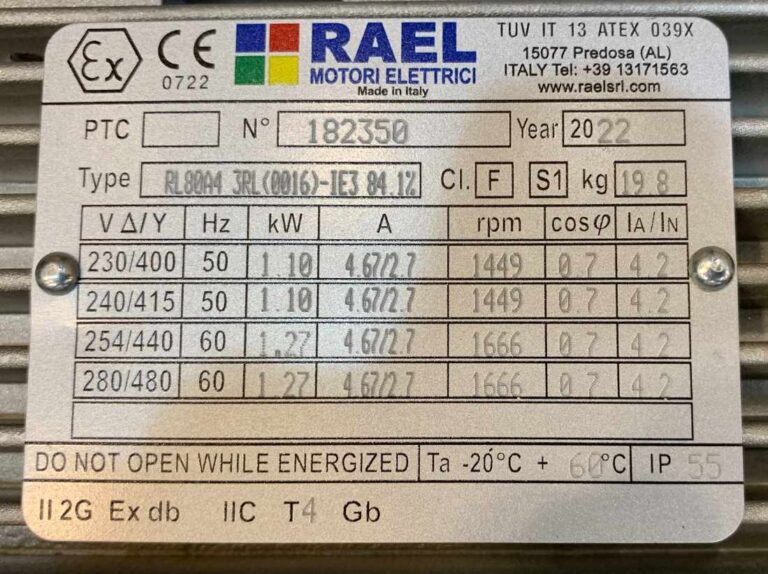 Ex CE 0722
RAEL
MOTORI ELETTRICI
Made in Italy
TUV IT 13 ATEX 039X
15077 Predosa (AL)
ITALY Tel: +39 13171563
www.raelsrl.com
PTC N° 182350 Year 2022
Type RL80A4 3RL(0016)-IE3 84.1% Cl. F S1 kg 19 8
V Δ/Y Hz kW A rpm cosφ IA/IN
230/400 50 1.10 4.67/2.7 1449 0.7 4.2
240/415 50 1.10 4.67/2.7 1449 0.7 4.2
254/440 60 1.27 4.67/2.7 1666 0 7 4.2
280/480 60 1.27 4.67/2.7 1666 0 7 4.2
DO NOT OPEN WHILE ENERGIZED Ta -20°C + 60°C IP 55
II 2G Ex db IIC T4 Gb